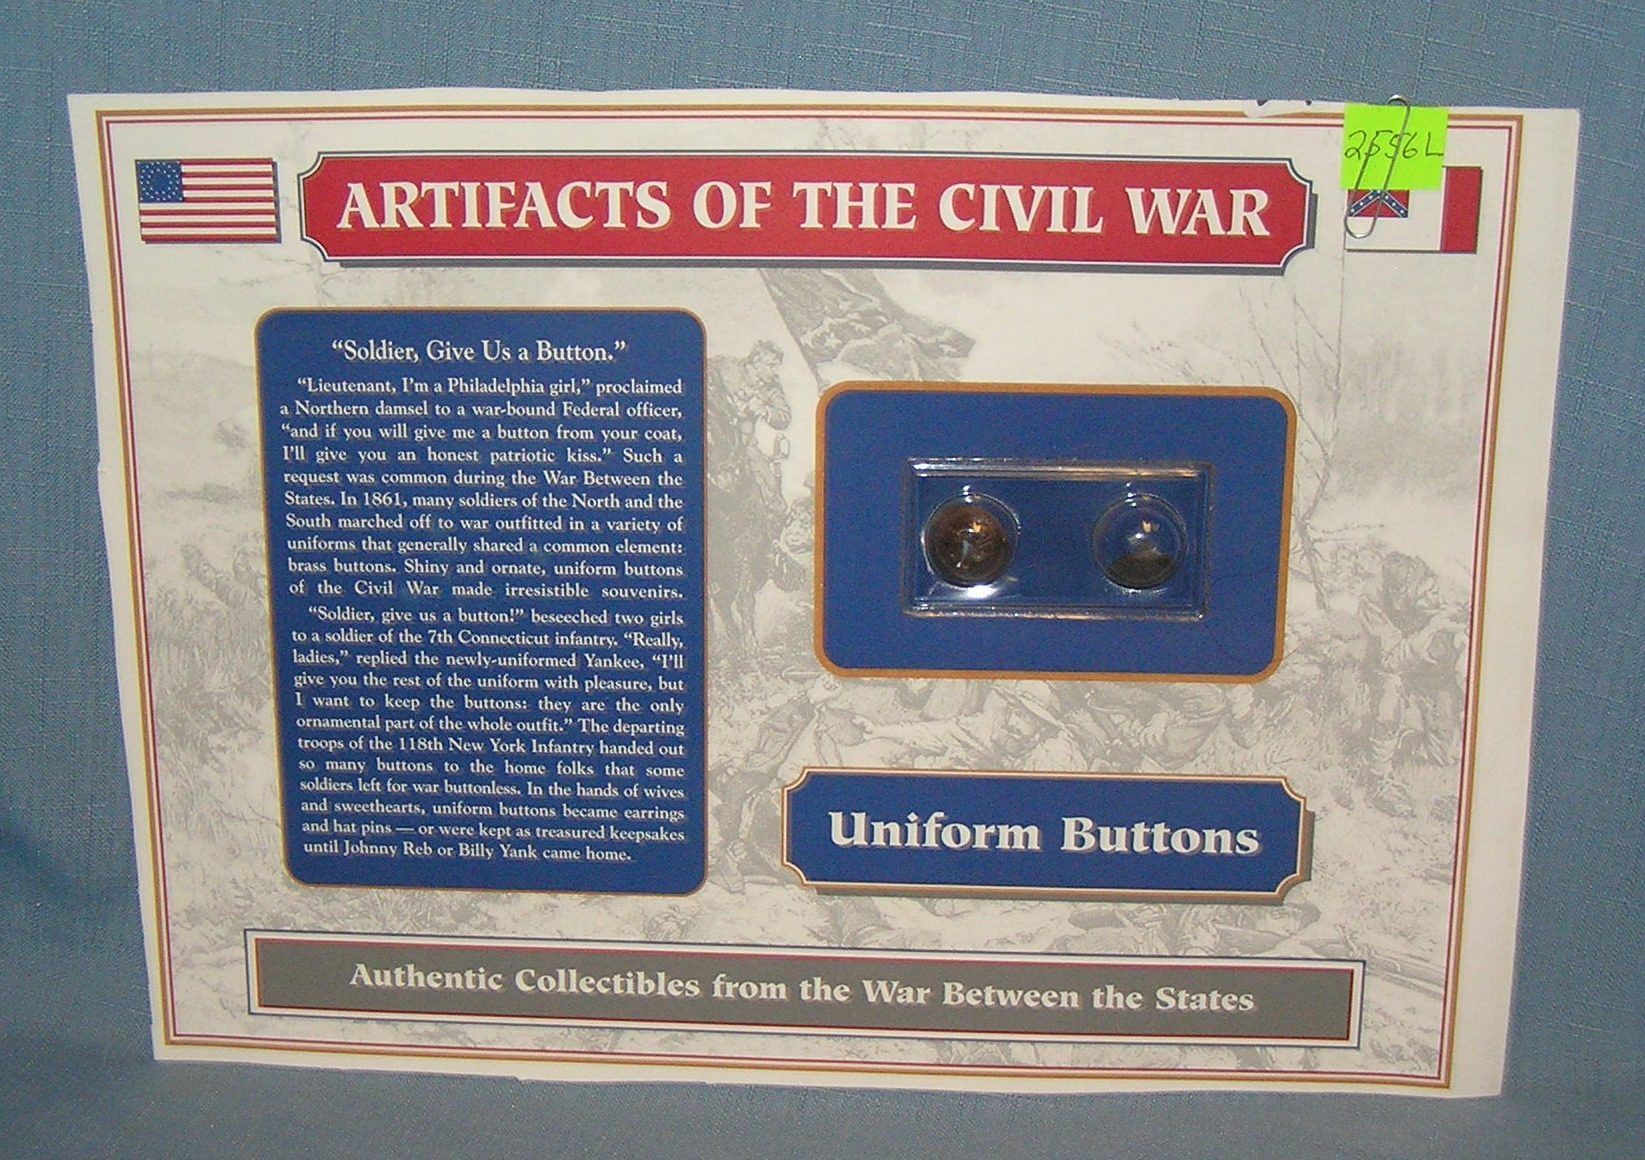 2556L
ARTIFACTS OF THE CIVIL WAR
“Soldier, Give Us a Button.”
“Lieutenant, I'm a Philadelphia girl,” proclaimed
a Northern damsel to a war-bound Federal officer,
“and if you will give me a button from your coat,
I'll give you an honest patriotic kiss.” Such a
request was common during the War Between the
States. In 1861, many soldiers of the North and the
South marched off to war outfitted in a variety of
uniforms that generally shared a common element:
brass buttons. Shiny and ornate, uniform buttons
of the Civil War made irresistible souvenirs.
“Soldier, give us a button!” beseeched two girls
to a soldier of the 7th Connecticut infantry. “Really,
ladies,” replied the newly-uniformed Yankee, “I'll
give you the rest of the uniform with pleasure, but
I want to keep the buttons: they are the only
ornamental part of the whole outfit.” The departing
troops of the 118th New York Infantry handed out
so many buttons to the home folks that some
soldiers left for war buttonless. In the hands of wives
and sweethearts, uniform buttons became earrings
and hat pins — or were kept as treasured keepsakes
until Johnny Reb or Billy Yank came home.
Uniform Buttons
Authentic Collectibles from the War Between the States